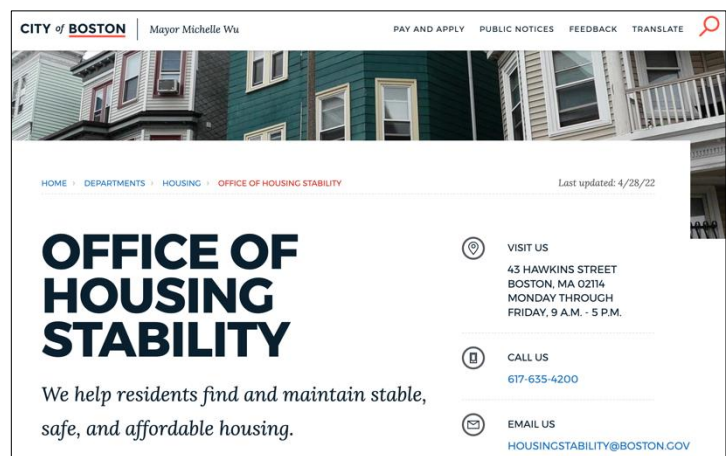 CITY of BOSTON
Mayor Michelle Wu
PAY AND APPLY
PUBLIC NOTICES
FEEDBACK
TRANSLATE
HOME › DEPARTMENTS › HOUSING › OFFICE OF HOUSING STABILITY
Last updated: 4/28/22
OFFICE OF
HOUSING
STABILITY
We help residents find and maintain stable,
safe, and affordable housing.
VISIT US
43 HAWKINS STREET
BOSTON, MA 02114
MONDAY THROUGH
FRIDAY, 9 A.M. - 5 P.M.
CALL US
617-635-4200
EMAIL US
HOUSINGSTABILITY@BOSTON.GOV